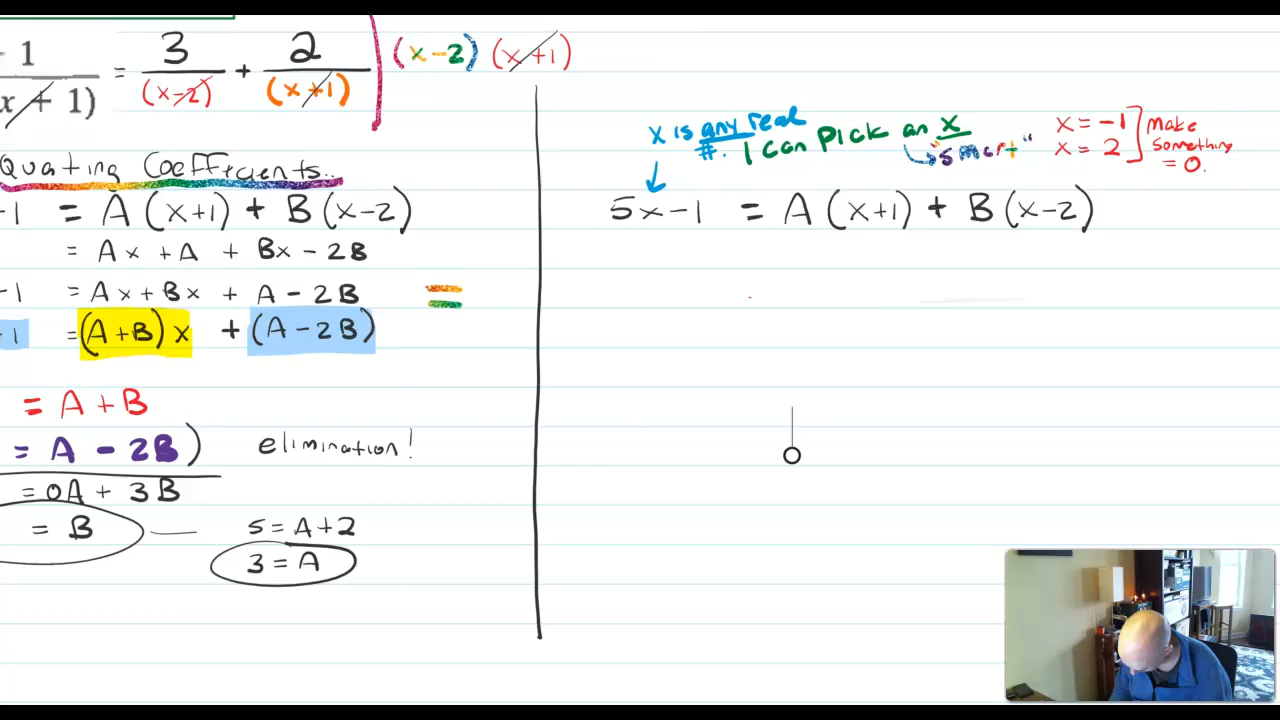 - 1 = 3 + 2 (x-2) (x+1)
x + 1) (x-2) (x+1)
Quating Coefficients..
-1 = A (x+1) + B (x-2)
= Ax + A + Bx - 2B
-1 = Ax + Bx + A - 2B =
-1 = (A + B) x + (A - 2B)
= A + B
= A - 2B) elimination!
= 0A + 3B
= B — 5 = A + 2
3 = A
x is any real #.
I can pick an x
"smart"
x = -1
x = 2
make
something
= 0.
5x - 1 = A (x+1) + B (x-2)